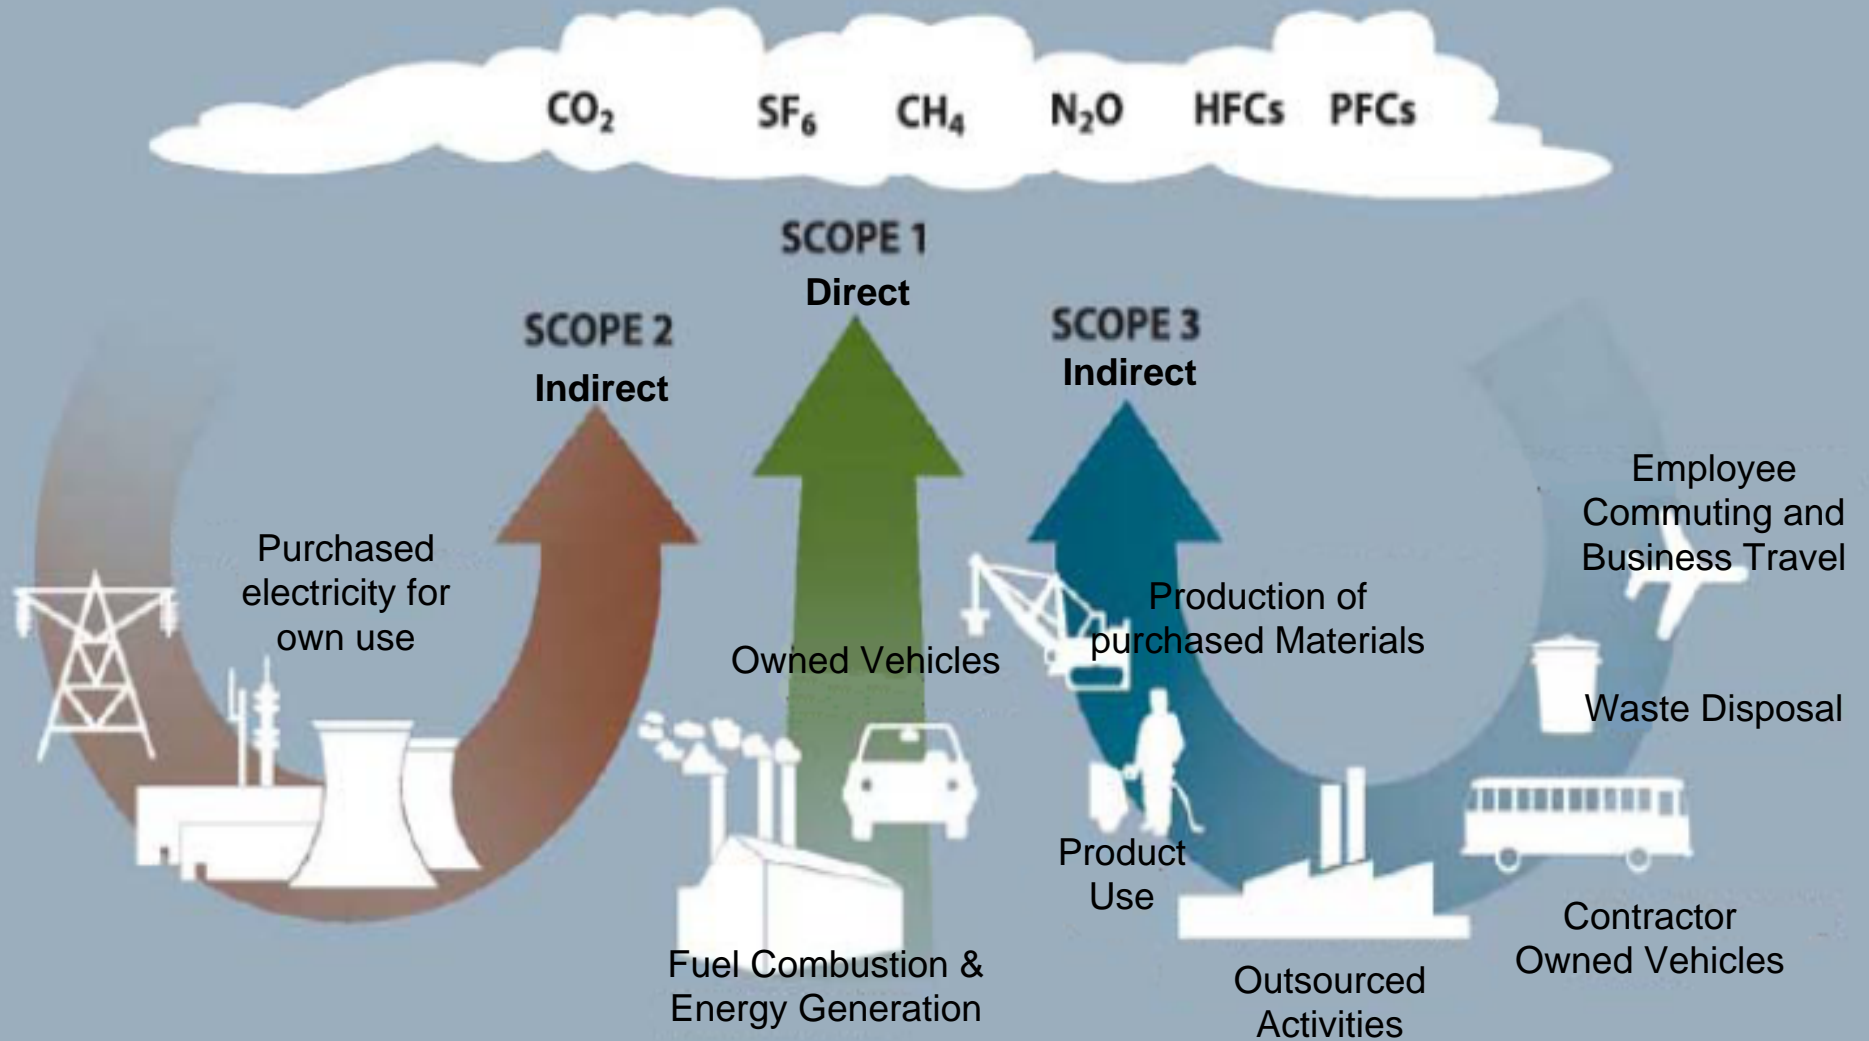 CO₂ SF₆ CH₄ N₂O HFCs PFCs
SCOPE 1
Direct
SCOPE 2
Indirect
SCOPE 3
Indirect
Purchased
electricity for
own use
Owned Vehicles
Fuel Combustion &
Energy Generation
Production of
purchased Materials
Product
Use
Outsourced
Activities
Employee
Commuting and
Business Travel
Waste Disposal
Contractor
Owned Vehicles